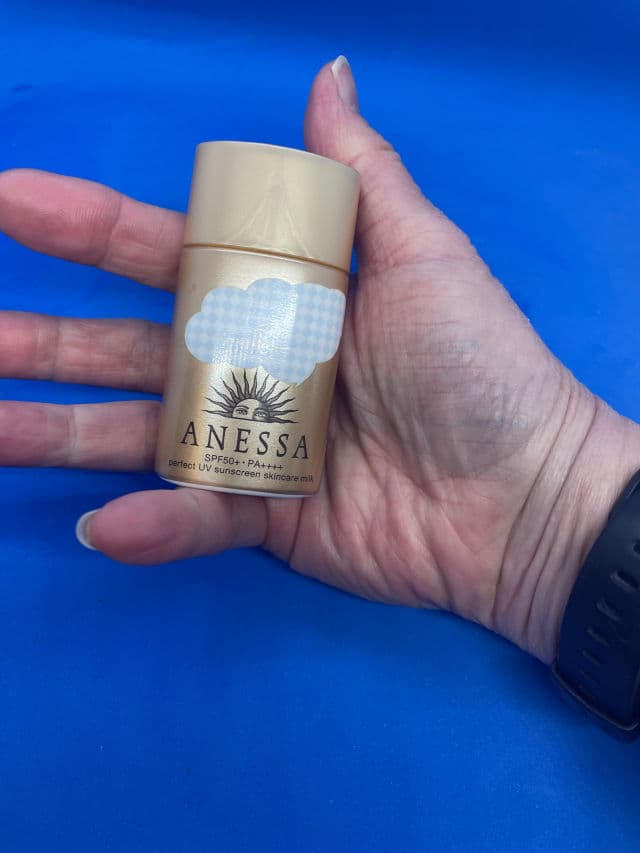 ANESSA
SPF50+・PA++++
perfect UV sunscreen skincare milk